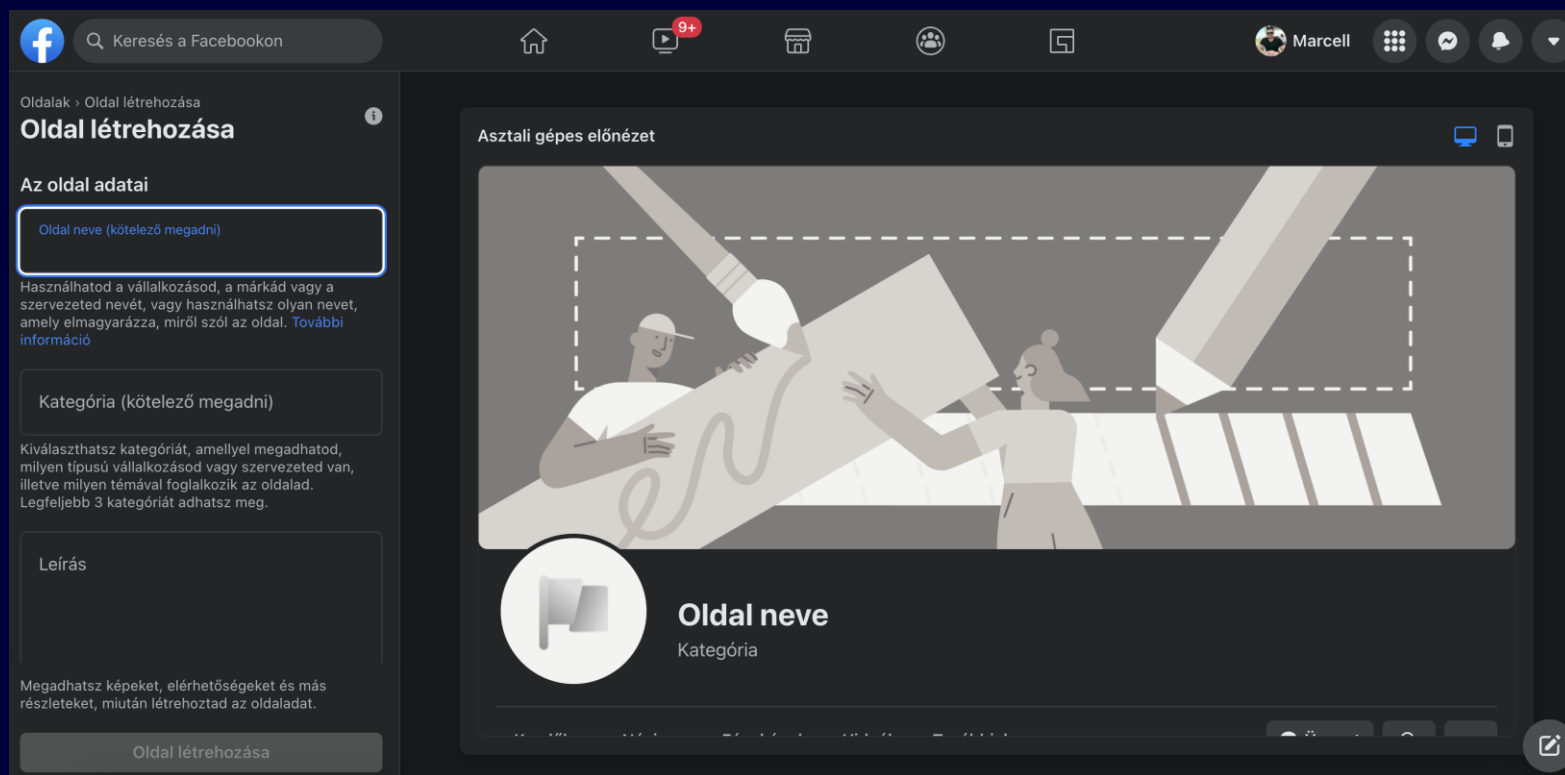 Keresés a Facebookon
9+
Marcell
Oldalak › Oldal létrehozása
Oldal létrehozása
Az oldal adatai
Oldal neve (kötelező megadni)
Használhatod a vállalkozásod, a márkád vagy a
szervezeted nevét, vagy használhatsz olyan nevet,
amely elmagyarázza, miről szól az oldal. További
információ
Kategória (kötelező megadni)
Kiválaszthatsz kategóriát, amellyel megadhatod,
milyen típusú vállalkozásod vagy szervezeted van,
illetve milyen témával foglalkozik az oldalad.
Legfeljebb 3 kategóriát adhatsz meg.
Leírás
Megadhatsz képeket, elérhetőségeket és más
részleteket, miután létrehoztad az oldaladat.
Oldal létrehozása
Asztali gépes előnézet
Oldal neve
Kategória